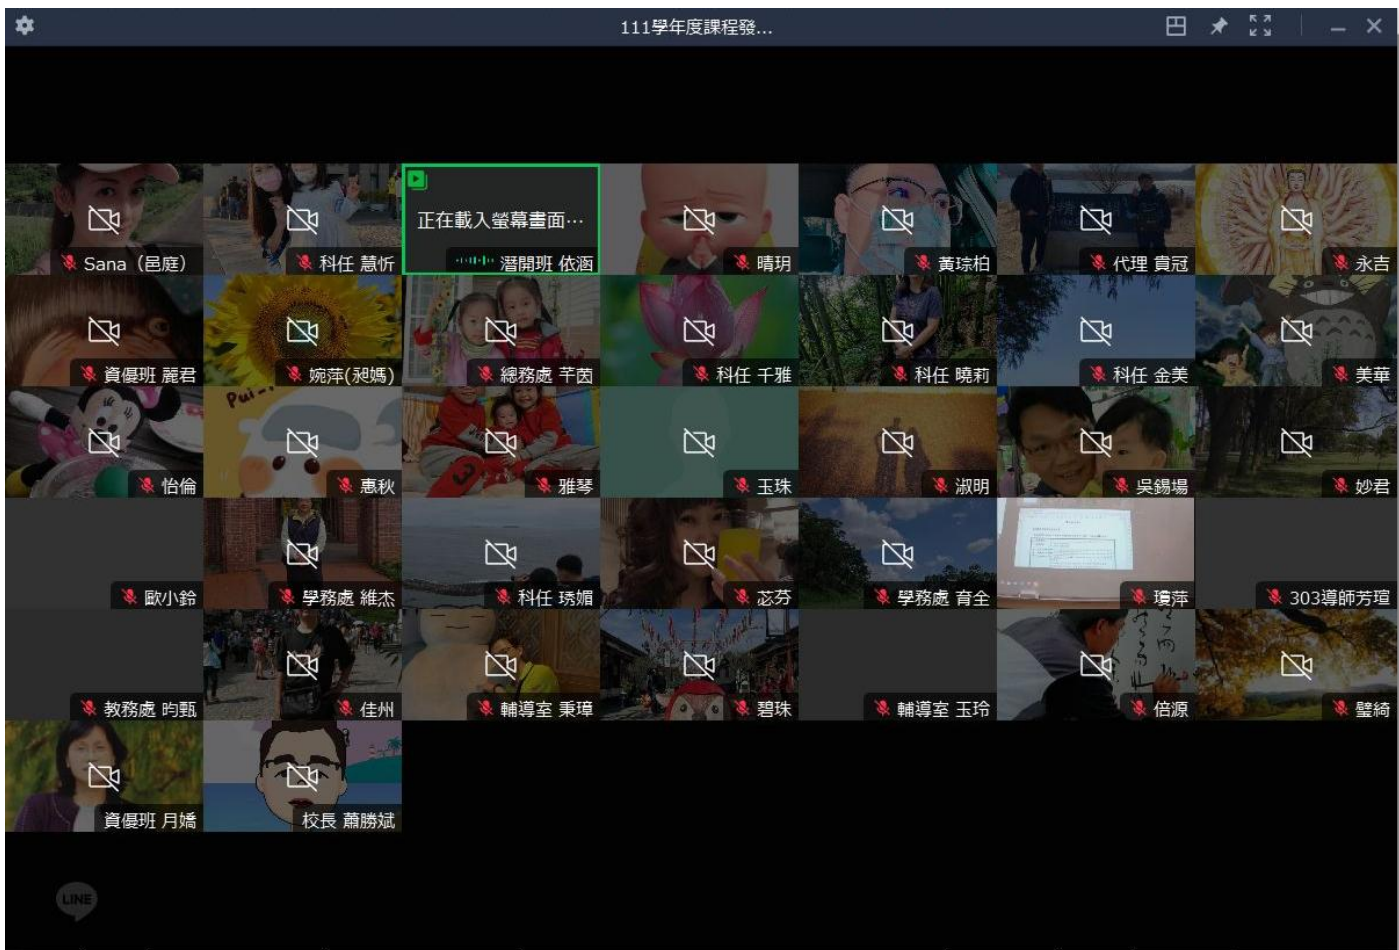 111學年度課程發...
Sana（邑庭）
科任 慧忻
正在載入螢幕畫面…
潛開班 依涵
晴玥
黃琮柏
代理 貴冠
永吉
資優班 麗君
婉萍(昶媽)
總務處 芊茵
科任 千雅
科任 曉莉
科任 金美
美華
怡倫
Pui-
惠秋
雅琴
玉珠
淑明
吳錫場
妙君
歐小鈴
學務處 維杰
科任 琇媚
苾芬
學務處 育全
瓊萍
303導師芳瑄
教務處 昀甄
佳州
輔導室 秉璋
碧珠
輔導室 玉玲
倍源
璧綺
資優班 月嬌
校長 蕭勝斌
LINE